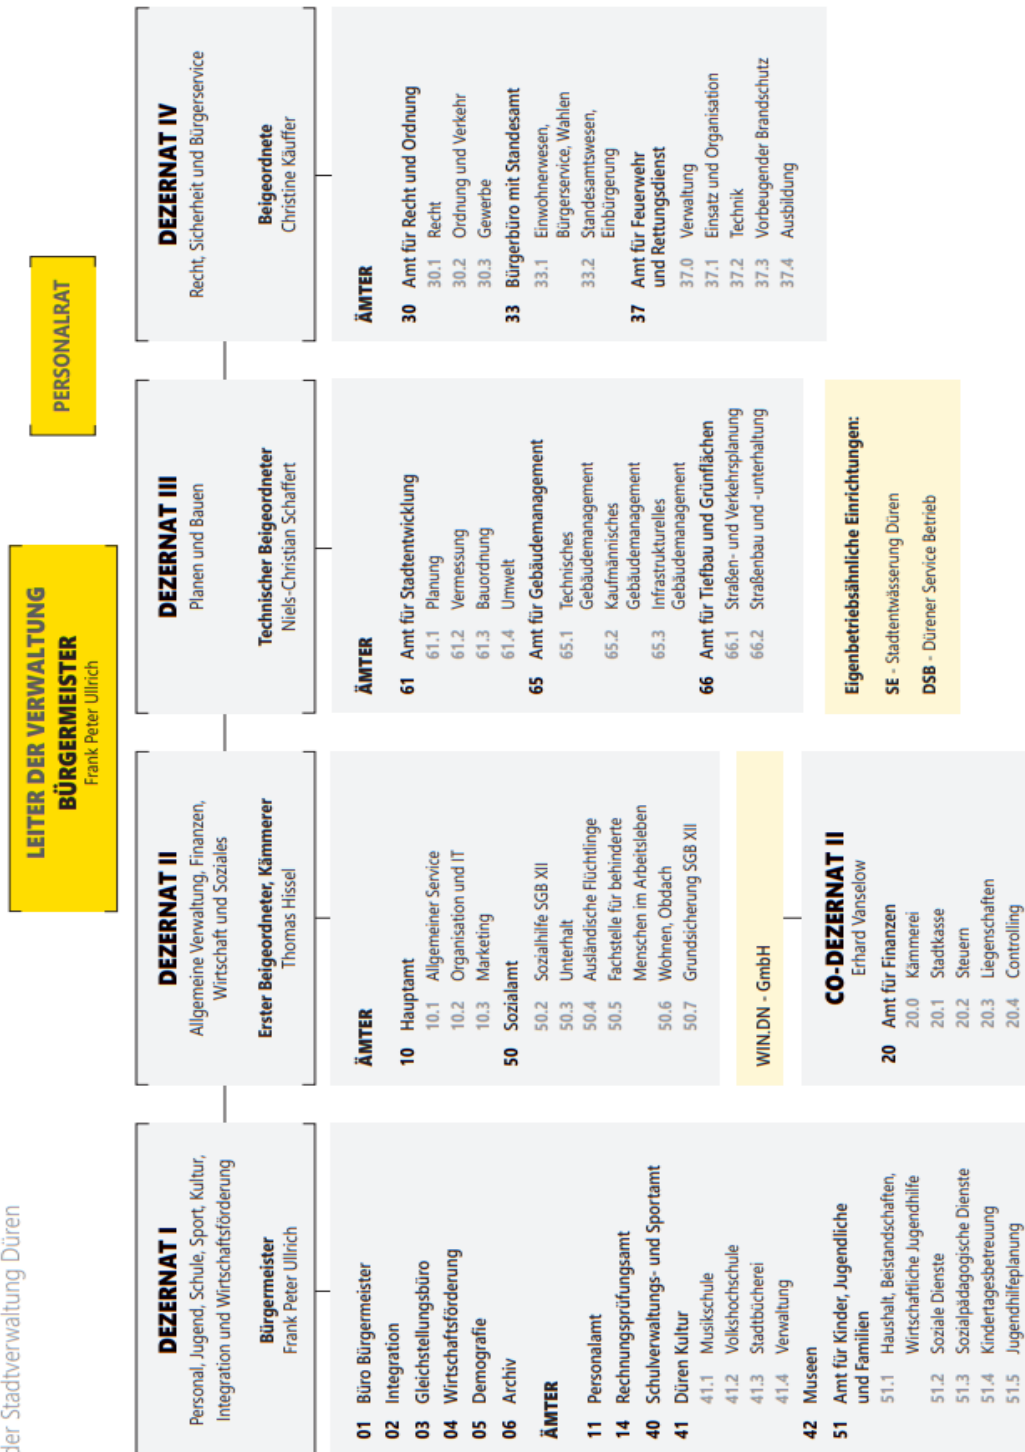 der Stadtverwaltung Düren
LEITER DER VERWALTUNG
BÜRGERMEISTER
Frank Peter Ullrich
PERSONALRAT
DEZERNAT I
Personal, Jugend, Schule, Sport, Kultur,
Integration und Wirtschaftsförderung
Bürgermeister
Frank Peter Ullrich
01 Büro Bürgermeister
02 Integration
03 Gleichstellungsbüro
04 Wirtschaftsförderung
05 Demografie
06 Archiv
ÄMTER
11 Personalamt
14 Rechnungsprüfungsamt
40 Schulverwaltungs- und Sportamt
41 Düren Kultur
41.1 Musikschule
41.2 Volkshochschule
41.3 Stadtbücherei
41.4 Verwaltung
42 Museen
51 Amt für Kinder, Jugendliche
und Familien
51.1 Haushalt, Beistandschaften,
Wirtschaftliche Jugendhilfe
51.2 Soziale Dienste
51.3 Sozialpädagogische Dienste
51.4 Kindertagesbetreuung
51.5 Jugendhilfeplanung
DEZERNAT II
Allgemeine Verwaltung, Finanzen,
Wirtschaft und Soziales
Erster Beigeordneter, Kämmerer
Thomas Hissel
ÄMTER
10 Hauptamt
10.1 Allgemeiner Service
10.2 Organisation und IT
10.3 Marketing
50 Sozialamt
50.2 Sozialhilfe SGB XII
50.3 Unterhalt
50.4 Ausländische Flüchtlinge
50.5 Fachstelle für behinderte
Menschen im Arbeitsleben
50.6 Wohnen, Obdach
50.7 Grundsicherung SGB XII
WIN.DN - GmbH
CO-DEZERNAT II
Erhard Vanselow
20 Amt für Finanzen
20.0 Kämmerei
20.1 Stadtkasse
20.2 Steuern
20.3 Liegenschaften
20.4 Controlling
DEZERNAT III
Planen und Bauen
Technischer Beigeordneter
Niels-Christian Schaffert
ÄMTER
61 Amt für Stadtentwicklung
61.1 Planung
61.2 Vermessung
61.3 Bauordnung
61.4 Umwelt
65 Amt für Gebäudemanagement
65.1 Technisches
Gebäudemanagement
65.2 Kaufmännisches
Gebäudemanagement
65.3 Infrastrukturelles
Gebäudemanagement
66 Amt für Tiefbau und Grünflächen
66.1 Straßen- und Verkehrsplanung
66.2 Straßenbau und -unterhaltung
Eigenbetriebsähnliche Einrichtungen:
SE - Stadtentwässerung Düren
DSB - Dürener Service Betrieb
DEZERNAT IV
Recht, Sicherheit und Bürgerservice
Beigeordnete
Christine Käuffer
ÄMTER
30 Amt für Recht und Ordnung
30.1 Recht
30.2 Ordnung und Verkehr
30.3 Gewerbe
33 Bürgerbüro mit Standesamt
33.1 Einwohnerwesen,
Bürgerservice, Wahlen
33.2 Standesamtswesen,
Einbürgerung
37 Amt für Feuerwehr
und Rettungsdienst
37.0 Verwaltung
37.1 Einsatz und Organisation
37.2 Technik
37.3 Vorbeugender Brandschutz
37.4 Ausbildung